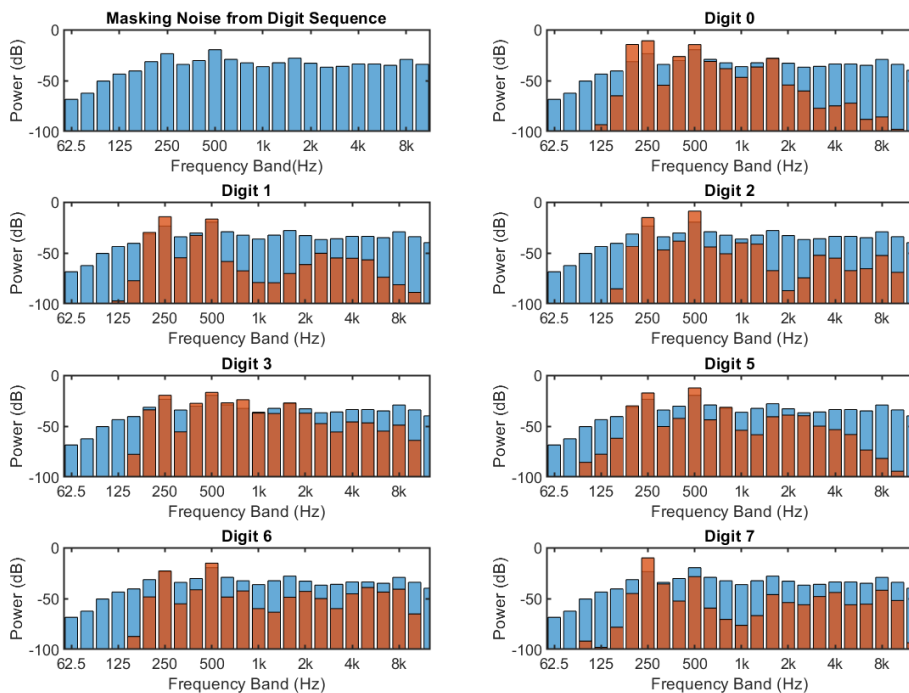 Masking Noise from Digit Sequence
0
-50
-100
Power (dB)
62.5 125 250 500 1k 2k 4k 8k
Frequency Band(Hz)
Digit 0
0
-50
-100
Power (dB)
62.5 125 250 500 1k 2k 4k 8k
Frequency Band (Hz)
Digit 1
0
-50
-100
Power (dB)
62.5 125 250 500 1k 2k 4k 8k
Frequency Band (Hz)
Digit 2
0
-50
-100
Power (dB)
62.5 125 250 500 1k 2k 4k 8k
Frequency Band (Hz)
Digit 3
0
-50
-100
Power (dB)
62.5 125 250 500 1k 2k 4k 8k
Frequency Band (Hz)
Digit 5
0
-50
-100
Power (dB)
62.5 125 250 500 1k 2k 4k 8k
Frequency Band (Hz)
Digit 6
0
-50
-100
Power (dB)
62.5 125 250 500 1k 2k 4k 8k
Frequency Band (Hz)
Digit 7
0
-50
-100
Power (dB)
62.5 125 250 500 1k 2k 4k 8k
Frequency Band (Hz)